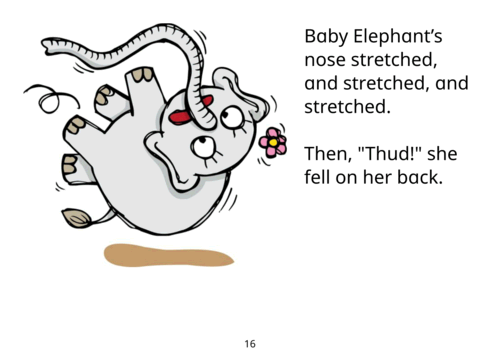 Baby Elephant’s
nose stretched,
and stretched, and
stretched.
Then, "Thud!" she
fell on her back.
16